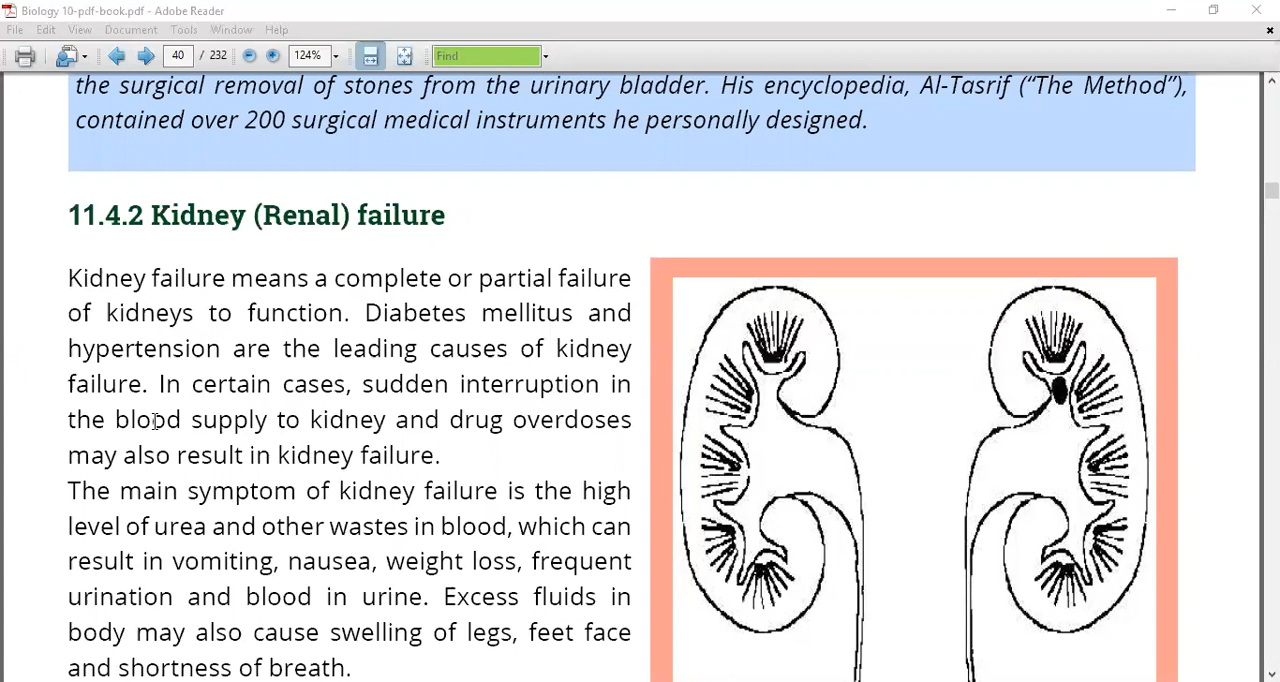 Biology 10-pdf-book.pdf - Adobe Reader
File Edit View Document Tools Window Help
40 / 232 124% Find
the surgical removal of stones from the urinary bladder. His encyclopedia, Al-Tasrif (“The Method”),
contained over 200 surgical medical instruments he personally designed.
11.4.2 Kidney (Renal) failure
Kidney failure means a complete or partial failure
of kidneys to function. Diabetes mellitus and
hypertension are the leading causes of kidney
failure. In certain cases, sudden interruption in
the blood supply to kidney and drug overdoses
may also result in kidney failure.
The main symptom of kidney failure is the high
level of urea and other wastes in blood, which can
result in vomiting, nausea, weight loss, frequent
urination and blood in urine. Excess fluids in
body may also cause swelling of legs, feet face
and shortness of breath.